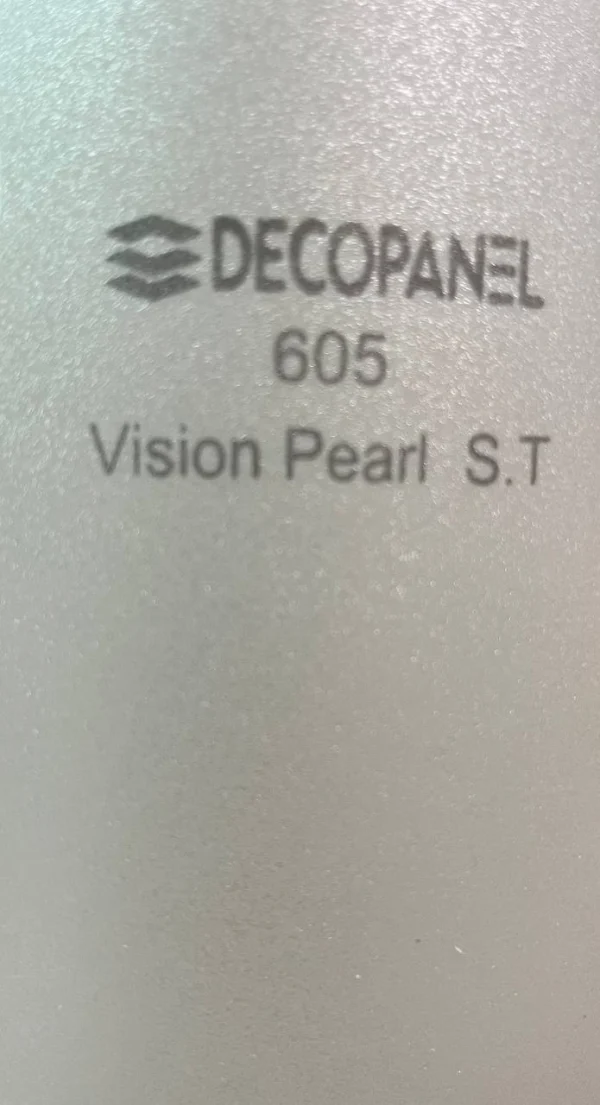 DECOPANEL
605
Vision Pearl S.T